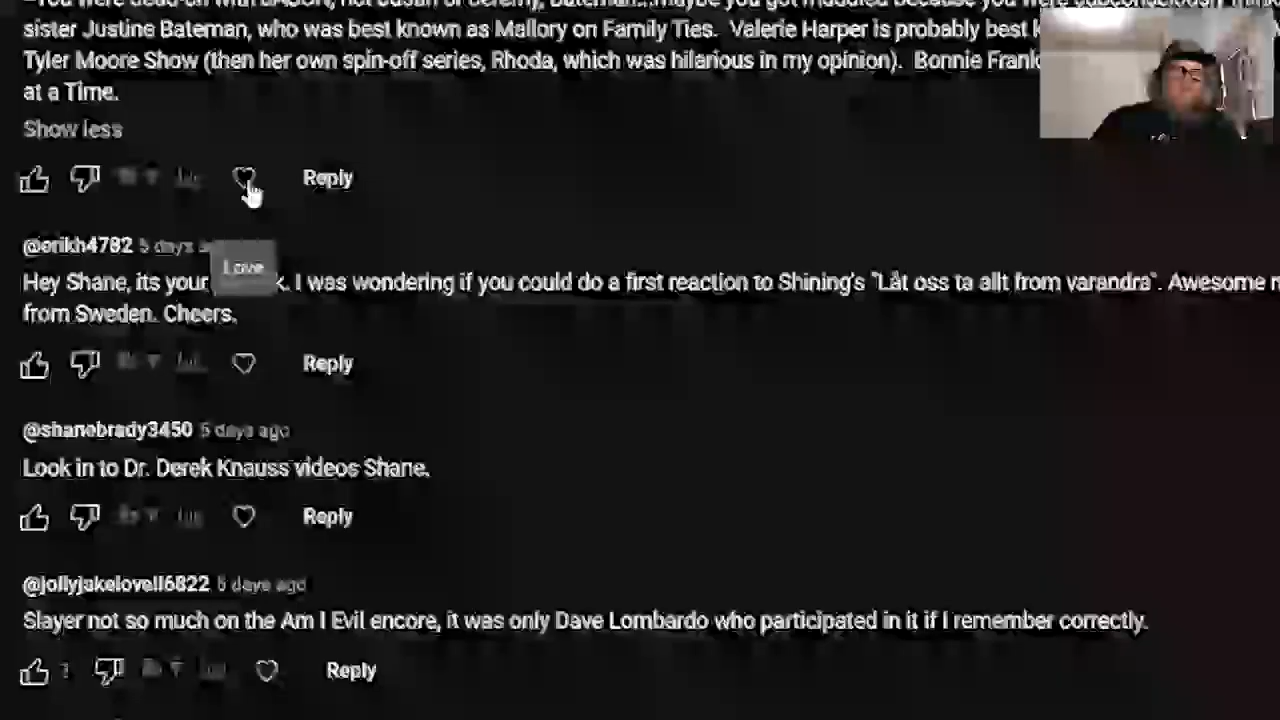 sister Justine Bateman, who was best known as Mallory on Family Ties. Valerie Harper is probably best
Tyler Moore Show (then her own spin-off series, Rhoda, which was hilarious in my opinion). Bonnie
at a Time.
Show less
Reply
@erikh4782 5 days
Love
Hey Shane, its your I was wondering if you could do a first reaction to Shining's "Låt oss ta allt from varandra". Awesome
from Sweden. Cheers.
Reply
@shanebrady3450 5 days ago
Look in to Dr. Derek Knauss videos Shane.
Reply
@jollyjakelovell6822 5 days ago
Slayer not so much on the Am I Evil encore, it was only Dave Lombardo who participated in it if I remember correctly.
Reply